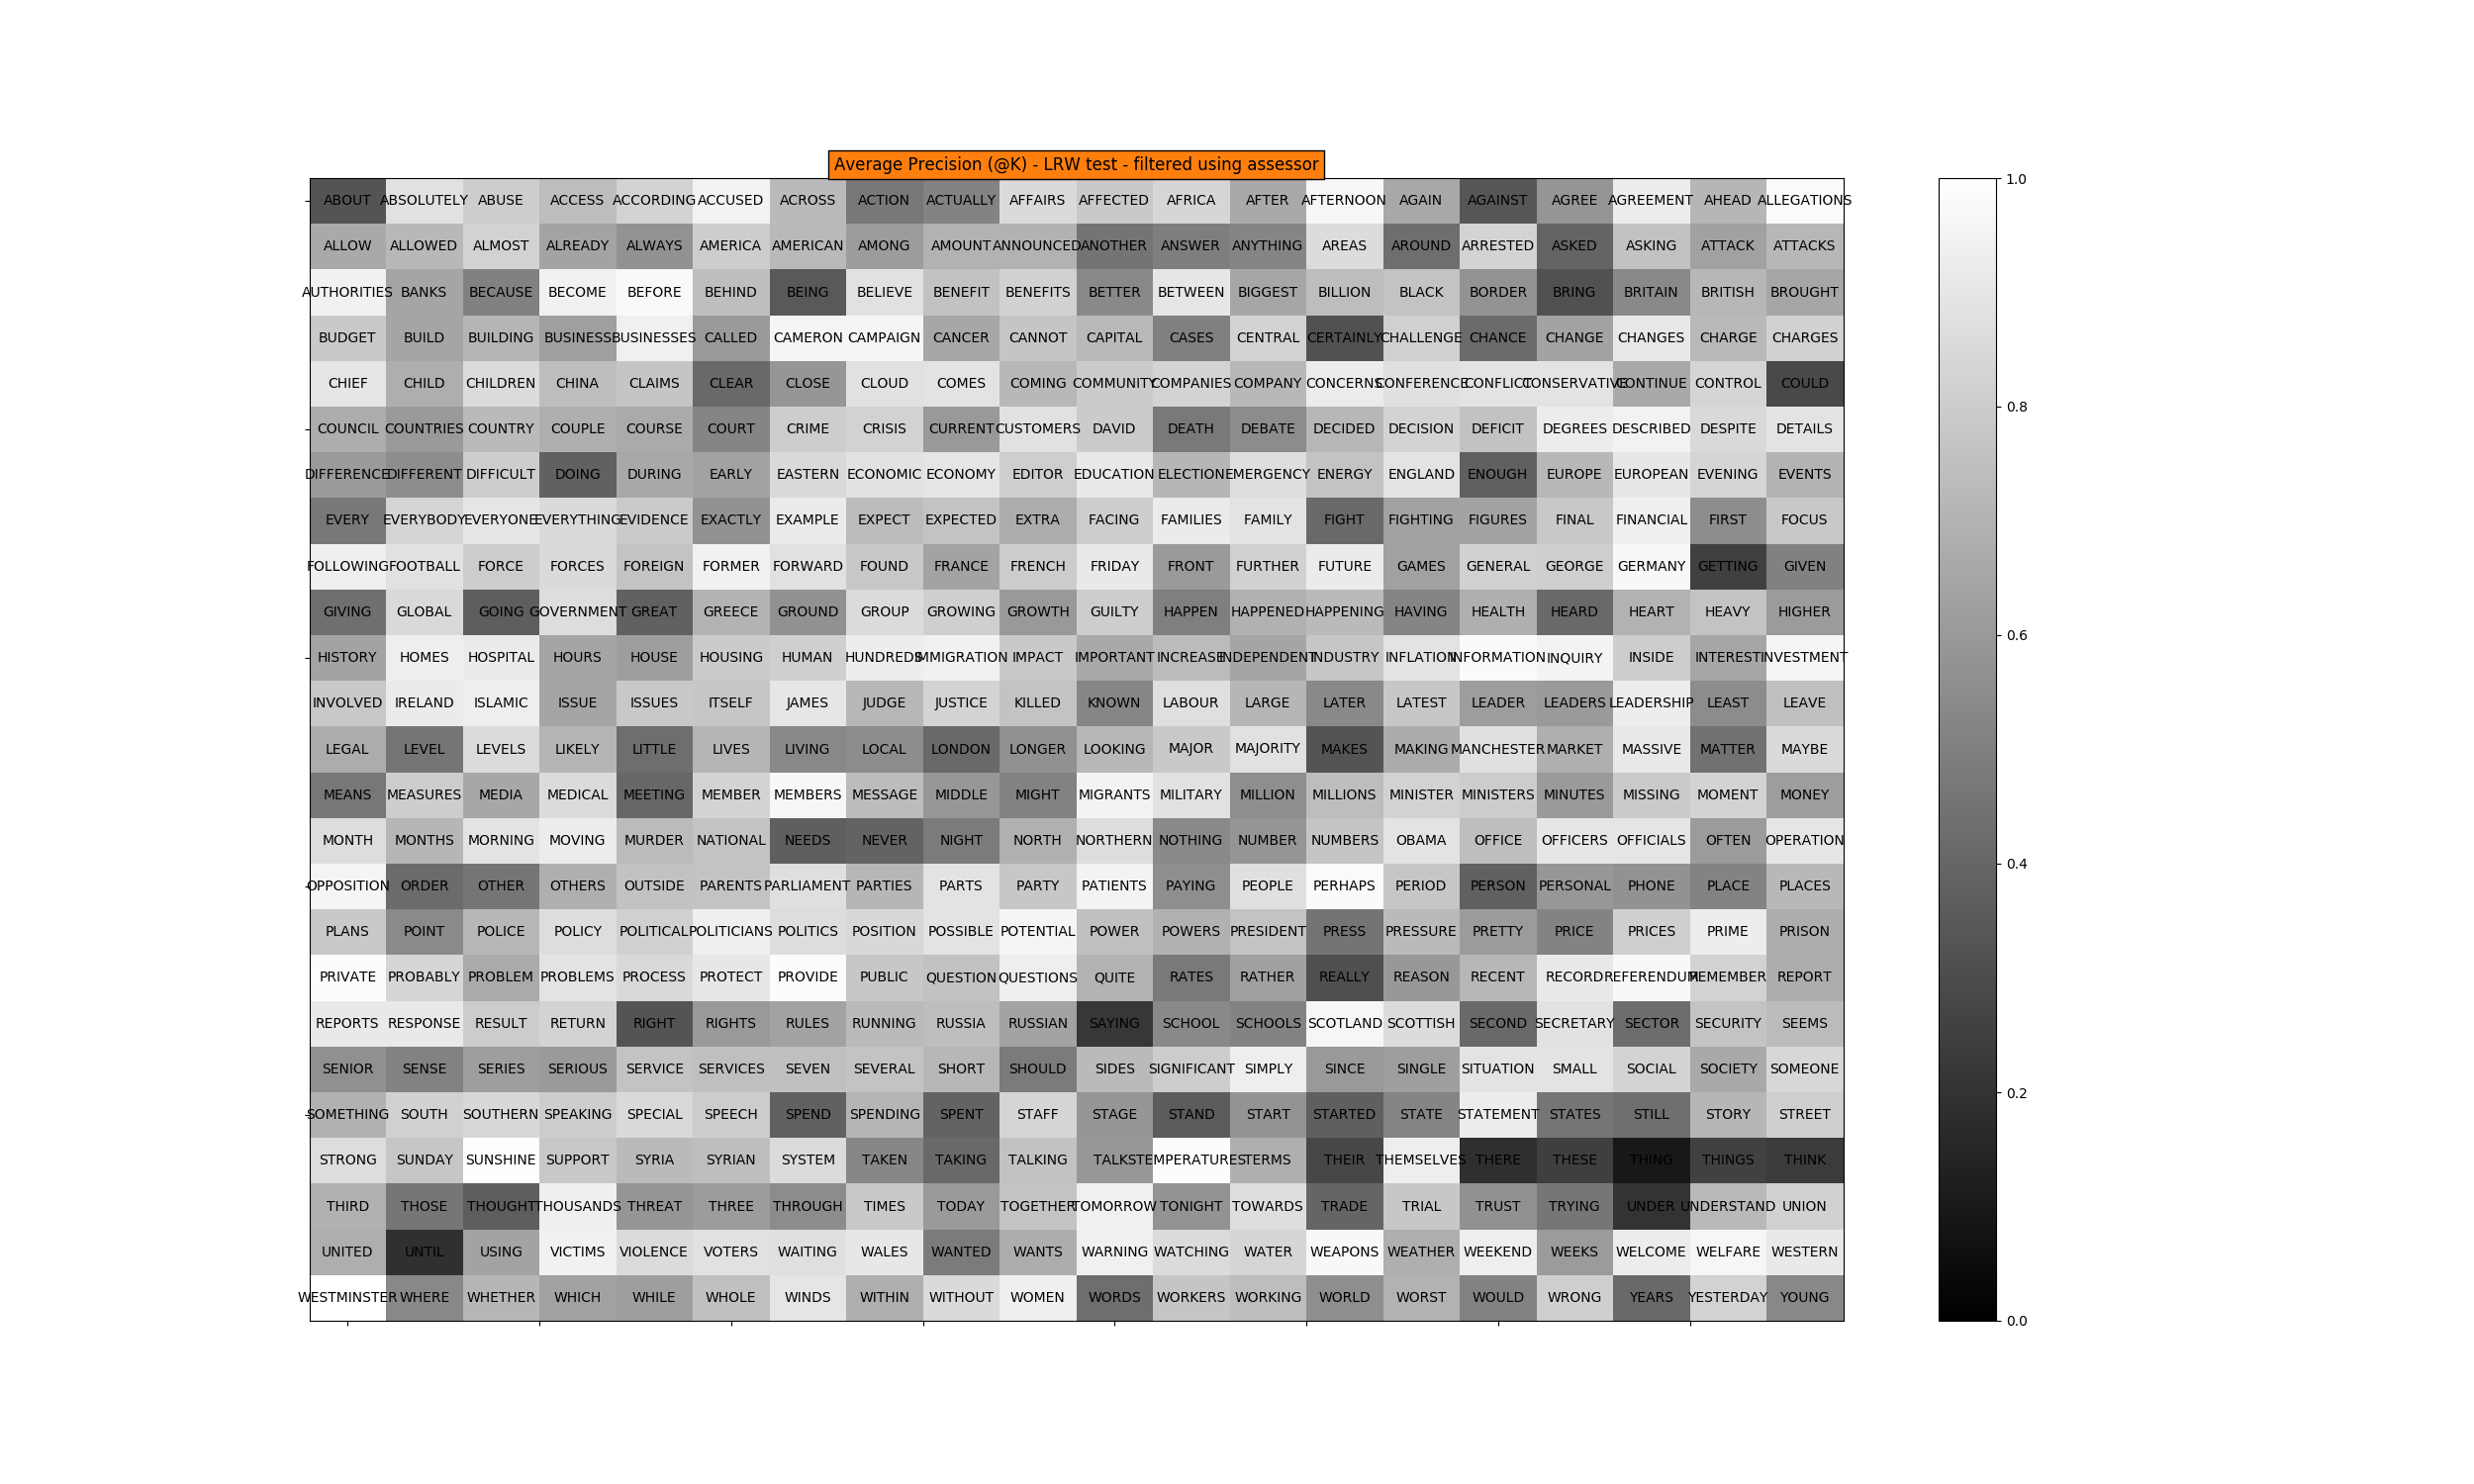 Average Precision (@K) - LRW test - filtered using assessor
ABOUT ABSOLUTELY ABUSE ACCESS ACCORDING ACCUSED ACROSS ACTION ACTUALLY AFFAIRS AFFECTED AFRICA AFTER AFTERNOON AGAIN AGAINST AGREE AGREEMENT AHEAD ALLEGATIONS
ALLOW ALLOWED ALMOST ALREADY ALWAYS AMERICA AMERICAN AMONG AMOUNT ANNOUNCED ANOTHER ANSWER ANYTHING AREAS AROUND ARRESTED ASKED ASKING ATTACK ATTACKS
AUTHORITIES BANKS BECAUSE BECOME BEFORE BEHIND BEING BELIEVE BENEFIT BENEFITS BETTER BETWEEN BIGGEST BILLION BLACK BORDER BRING BRITAIN BRITISH BROUGHT
BUDGET BUILD BUILDING BUSINESS BUSINESSES CALLED CAMERON CAMPAIGN CANCER CANNOT CAPITAL CASES CENTRAL CERTAINLY CHALLENGE CHANCE CHANGE CHANGES CHARGE CHARGES
CHIEF CHILD CHILDREN CHINA CLAIMS CLEAR CLOSE CLOUD COMES COMING COMMUNITY COMPANIES COMPANY CONCERNS CONFERENCE CONFLICT CONSERVATIVE CONTINUE CONTROL COULD
COUNCIL COUNTRIES COUNTRY COUPLE COURSE COURT CRIME CRISIS CURRENT CUSTOMERS DAVID DEATH DEBATE DECIDED DECISION DEFICIT DEGREES DESCRIBED DESPITE DETAILS
DIFFERENCE DIFFERENT DIFFICULT DOING DURING EARLY EASTERN ECONOMIC ECONOMY EDITOR EDUCATION ELECTION EMERGENCY ENERGY ENGLAND ENOUGH EUROPE EUROPEAN EVENING EVENTS
EVERY EVERYBODY EVERYONE EVERYTHING EVIDENCE EXACTLY EXAMPLE EXPECT EXPECTED EXTRA FACING FAMILIES FAMILY FIGHT FIGHTING FIGURES FINAL FINANCIAL FIRST FOCUS
FOLLOWING FOOTBALL FORCE FORCES FOREIGN FORMER FORWARD FOUND FRANCE FRENCH FRIDAY FRONT FURTHER FUTURE GAMES GENERAL GEORGE GERMANY GETTING GIVEN
GIVING GLOBAL GOING GOVERNMENT GREAT GREECE GROUND GROUP GROWING GROWTH GUILTY HAPPEN HAPPENED HAPPENING HAVING HEALTH HEARD HEART HEAVY HIGHER
HISTORY HOMES HOSPITAL HOURS HOUSE HOUSING HUMAN HUNDREDS IMMIGRATION IMPACT IMPORTANT INCREASE INDEPENDENT INDUSTRY INFLATION INFORMATION INQUIRY INSIDE INTEREST INVESTMENT
INVOLVED IRELAND ISLAMIC ISSUE ISSUES ITSELF JAMES JUDGE JUSTICE KILLED KNOWN LABOUR LARGE LATER LATEST LEADER LEADERS LEADERSHIP LEAST LEAVE
LEGAL LEVEL LEVELS LIKELY LITTLE LIVES LIVING LOCAL LONDON LONGER LOOKING MAJOR MAJORITY MAKES MAKING MANCHESTER MARKET MASSIVE MATTER MAYBE
MEANS MEASURES MEDIA MEDICAL MEETING MEMBER MEMBERS MESSAGE MIDDLE MIGHT MIGRANTS MILITARY MILLION MILLIONS MINISTER MINISTERS MINUTES MISSING MOMENT MONEY
MONTH MONTHS MORNING MOVING MURDER NATIONAL NEEDS NEVER NIGHT NORTH NORTHERN NOTHING NUMBER NUMBERS OBAMA OFFICE OFFICERS OFFICIALS OFTEN OPERATION
OPPOSITION ORDER OTHER OTHERS OUTSIDE PARENTS PARLIAMENT PARTIES PARTS PARTY PATIENTS PAYING PEOPLE PERHAPS PERIOD PERSON PERSONAL PHONE PLACE PLACES
PLANS POINT POLICE POLICY POLITICAL POLITICIANS POLITICS POSITION POSSIBLE POTENTIAL POWER POWERS PRESIDENT PRESS PRESSURE PRETTY PRICE PRICES PRIME PRISON
PRIVATE PROBABLY PROBLEM PROBLEMS PROCESS PROTECT PROVIDE PUBLIC QUESTION QUESTIONS QUITE RATES RATHER REALLY REASON RECENT RECORD REFERENDUM REMEMBER REPORT
REPORTS RESPONSE RESULT RETURN RIGHT RIGHTS RULES RUNNING RUSSIA RUSSIAN SAYING SCHOOL SCHOOLS SCOTLAND SCOTTISH SECOND SECRETARY SECTOR SECURITY SEEMS
SENIOR SENSE SERIES SERIOUS SERVICE SERVICES SEVEN SEVERAL SHORT SHOULD SIDES SIGNIFICANT SIMPLY SINCE SINGLE SITUATION SMALL SOCIAL SOCIETY SOMEONE
SOMETHING SOUTH SOUTHERN SPEAKING SPECIAL SPEECH SPEND SPENDING SPENT STAFF STAGE STAND START STARTED STATE STATEMENT STATES STILL STORY STREET
STRONG SUNDAY SUNSHINE SUPPORT SYRIA SYRIAN SYSTEM TAKEN TAKING TALKING TALKS TEMPERATURES TERMS THEIR THEMSELVES THERE THESE THING THINGS THINK
THIRD THOSE THOUGHT THOUSANDS THREAT THREE THROUGH TIMES TODAY TOGETHER TOMORROW TONIGHT TOWARDS TRADE TRIAL TRUST TRYING UNDER UNDERSTAND UNION
UNITED UNTIL USING VICTIMS VIOLENCE VOTERS WAITING WALES WANTED WANTS WARNING WATCHING WATER WEAPONS WEATHER WEEKEND WEEKS WELCOME WELFARE WESTERN
WESTMINSTER WHERE WHETHER WHICH WHILE WHOLE WINDS WITHIN WITHOUT WOMEN WORDS WORKERS WORKING WORLD WORST WOULD WRONG YEARS YESTERDAY YOUNG
1.0
0.8
0.6
0.4
0.2
0.0